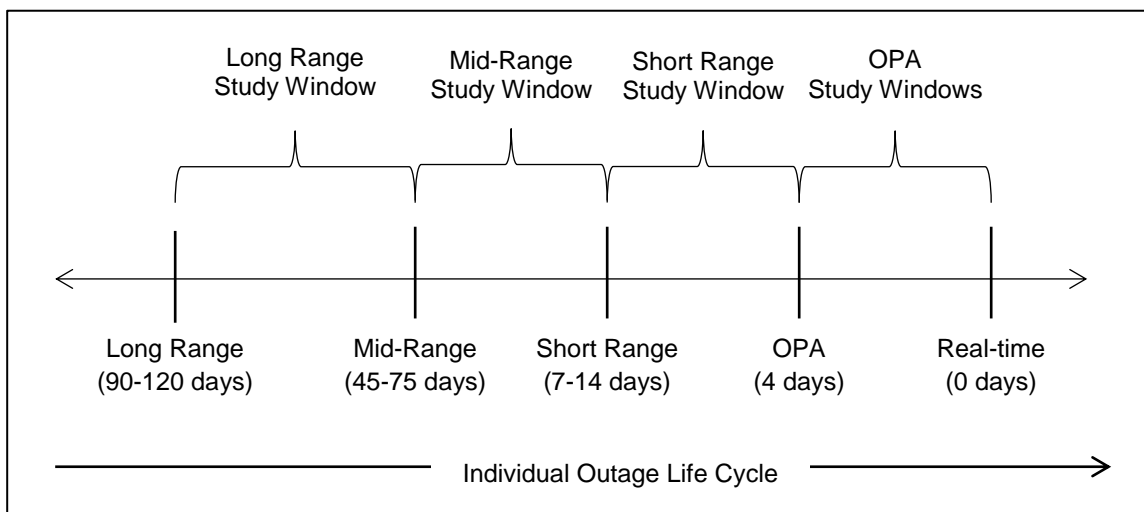 Long Range
Study Window
Mid-Range
Study Window
Short Range
Study Window
OPA
Study Windows
Long Range
(90-120 days)
Mid-Range
(45-75 days)
Short Range
(7-14 days)
OPA
(4 days)
Real-time
(0 days)
Individual Outage Life Cycle